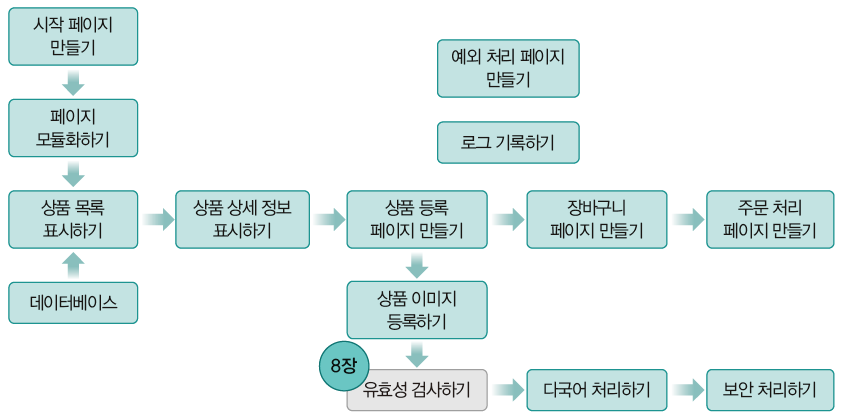 시작 페이지
만들기
예외 처리 페이지
만들기
페이지
모듈화하기
로그 기록하기
상품 목록
표시하기
상품 상세 정보
표시하기
상품 등록
페이지 만들기
장바구니
페이지 만들기
주문 처리
페이지 만들기
데이터베이스
상품 이미지
등록하기
8장
유효성 검사하기
다국어 처리하기
보안 처리하기